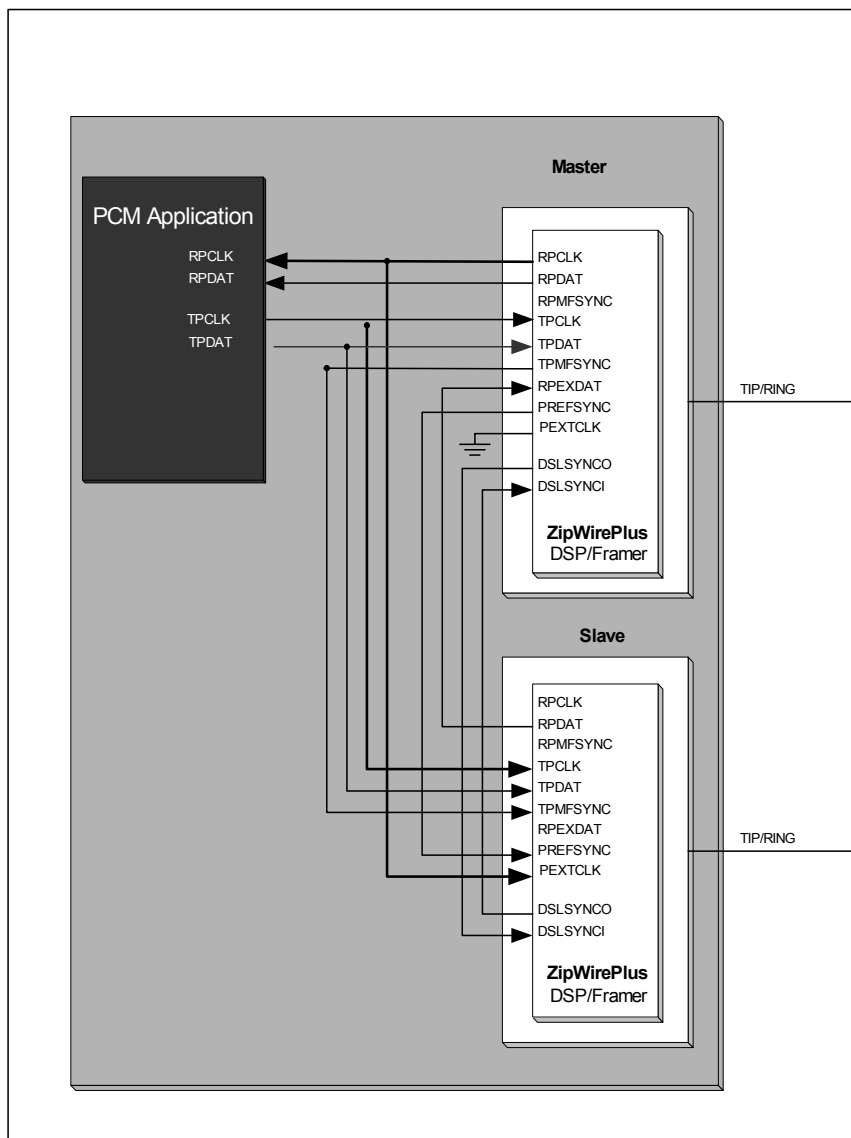 Master
PCM Application
RPCLK
RPDAT
TPCLK
TPDAT
RPCLK
RPDAT
RPMFSYNC
TPCLK
TPDAT
TPMFSYNC
RPEXDAT
PREFSYNC
PEXTCLK
DSLSYNCO
DSLSYNCI
ZipWirePlus
DSP/Framer
TIP/RING
Slave
RPCLK
RPDAT
RPMFSYNC
TPCLK
TPDAT
TPMFSYNC
RPEXDAT
PREFSYNC
PEXTCLK
DSLSYNCO
DSLSYNCI
ZipWirePlus
DSP/Framer
TIP/RING